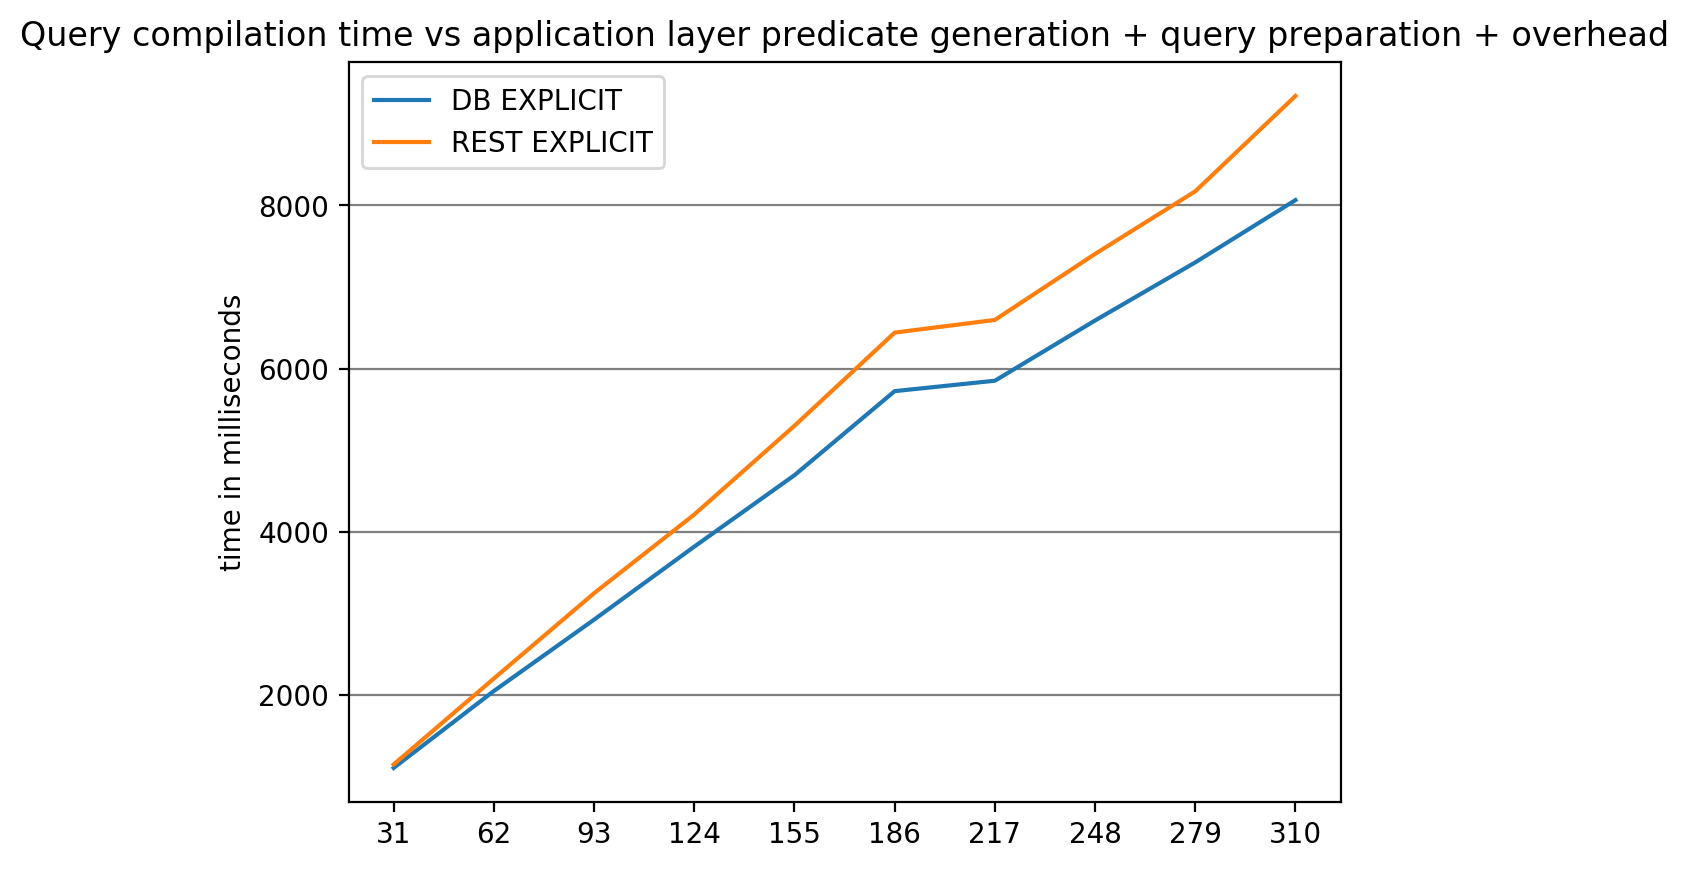 Query compilation time vs application layer predicate generation + query preparation + overhead
DB EXPLICIT
REST EXPLICIT
8000
6000
4000
2000
time in milliseconds
31 62 93 124 155 186 217 248 279 310